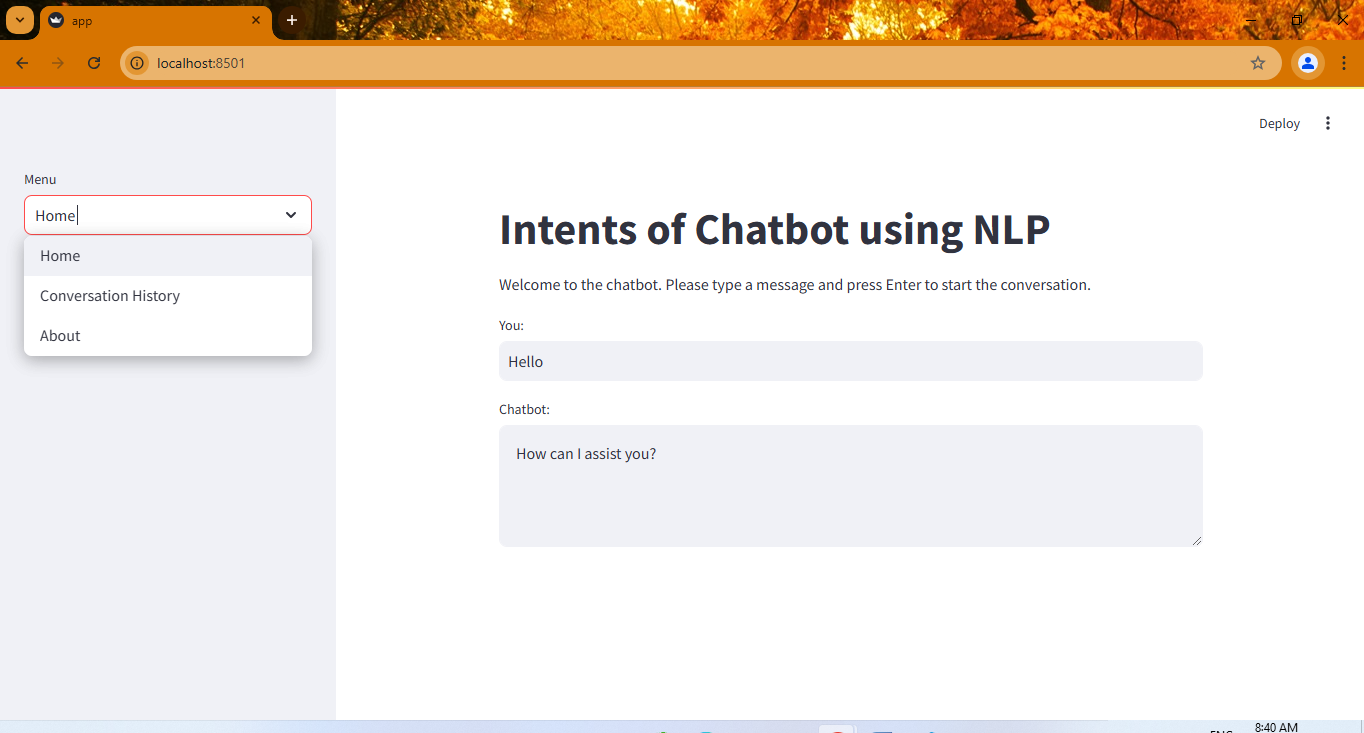 app
localhost:8501
Deploy
Menu
Home
Home
Conversation History
About
Intents of Chatbot using NLP
Welcome to the chatbot. Please type a message and press Enter to start the conversation.
You:
Hello
Chatbot:
How can I assist you?
8:40 AM